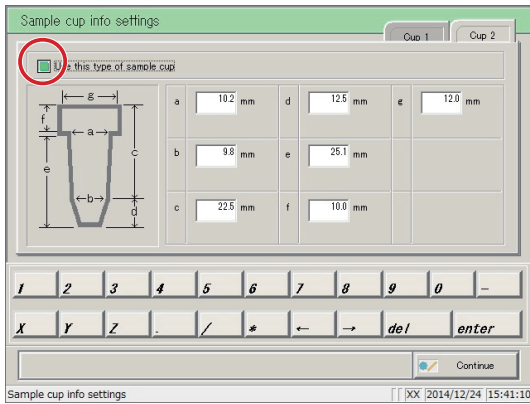 Sample cup info settings
Cup 1 Cup 2
Use this type of sample cup
g
f
a
c
e
b
d
a 10.2 mm d 12.5 mm g 12.0 mm
b 9.8 mm e 25.1 mm
c 22.5 mm f 10.0 mm
1 2 3 4 5 6 7 8 9 0 -
X Y Z . / * ← → del enter
Continue
Sample cup info settings XX 2014/12/24 15:41:10